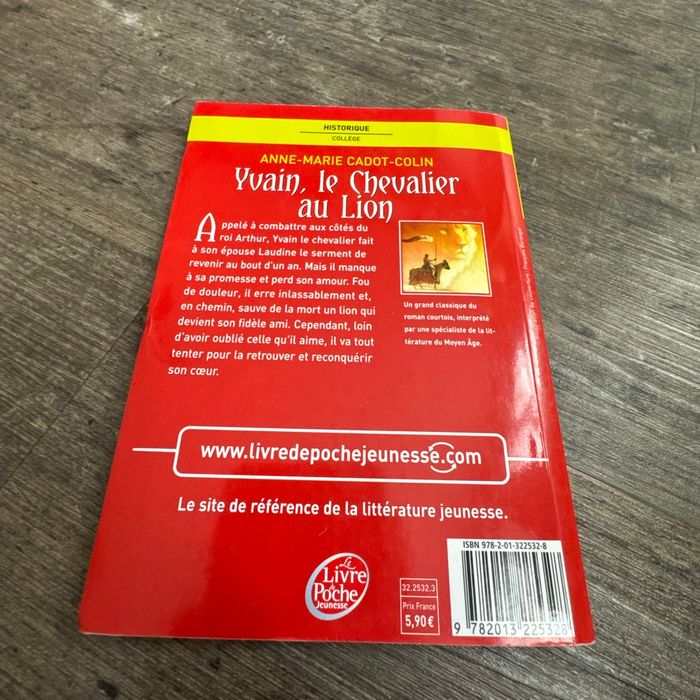 HISTORIQUE
COLLÈGE
ANNE-MARIE CADOT-COLIN
Yvain, le Chevalier
au Lion
Appelé à combattre aux côtés du
roi Arthur, Yvain le chevalier fait
à son épouse Laudine le serment de
revenir au bout d'un an. Mais il manque
à sa promesse et perd son amour. Fou
de douleur, il erre inlassablement et,
en chemin, sauve de la mort un lion qui
devient son fidèle ami. Cependant, loin
d'avoir oublié celle qu'il aime, il va tout
tenter pour la retrouver et reconquérir
son cœur.
Un grand classique du
roman courtois, interprété
par une spécialiste de la lit-
térature du Moyen Âge.
www.livredepochejeunesse.com
Le site de référence de la littérature jeunesse.
Le
Livre
de
Poche
Jeunesse
32.2532.3
Prix France
5,90 €
ISBN 978-2-01-322532-8
9 782013 225328